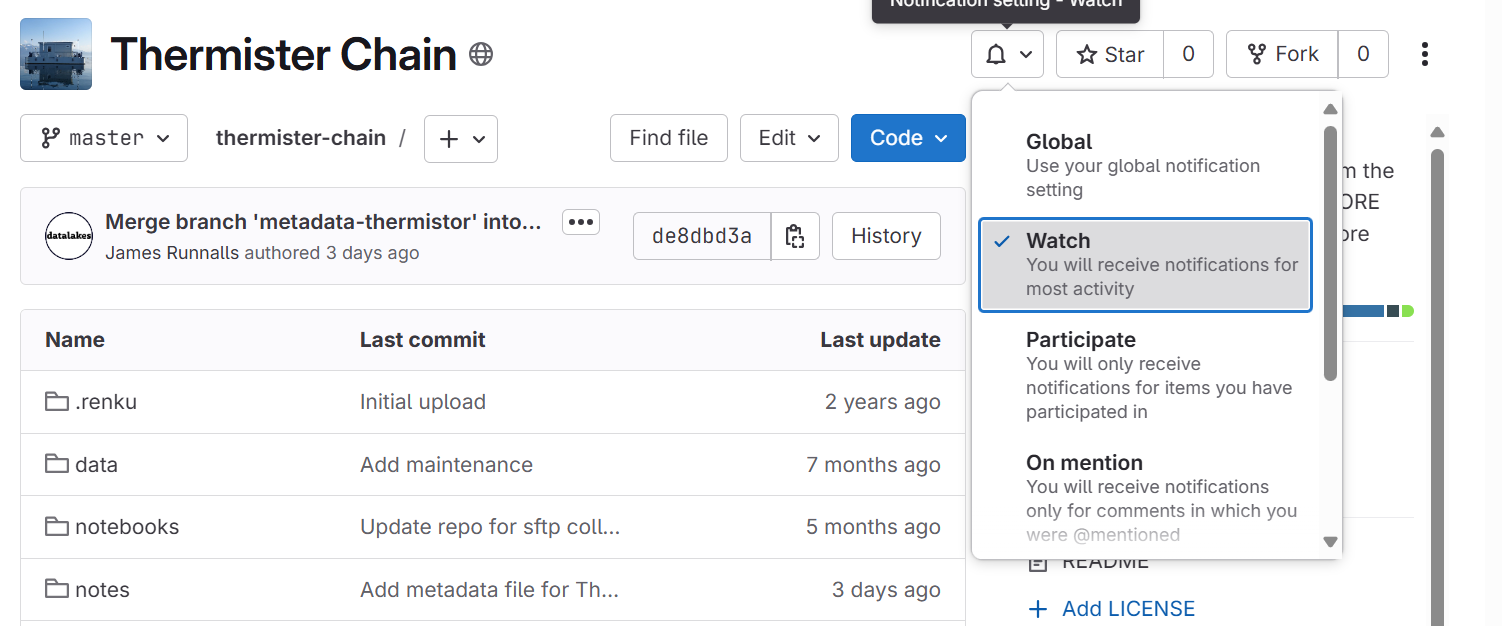 Notification setting - Watch
Thermister Chain
Star 0
Fork 0
master
thermister-chain /
Find file
Edit
Code
Global
Use your global notification
setting
m the
ORE
ore
datalakes
Merge branch 'metadata-thermistor' into...
James Runnalls authored 3 days ago
de8dbd3a
History
Watch
You will receive notifications for
most activity
Name Last commit Last update
.renku Initial upload 2 years ago
data Add maintenance 7 months ago
notebooks Update repo for sftp coll... 5 months ago
notes Add metadata file for Th... 3 days ago
Participate
You will only receive
notifications for items you have
participated in
On mention
You will receive notifications
only for comments in which you
were @mentioned
README
Add LICENSE